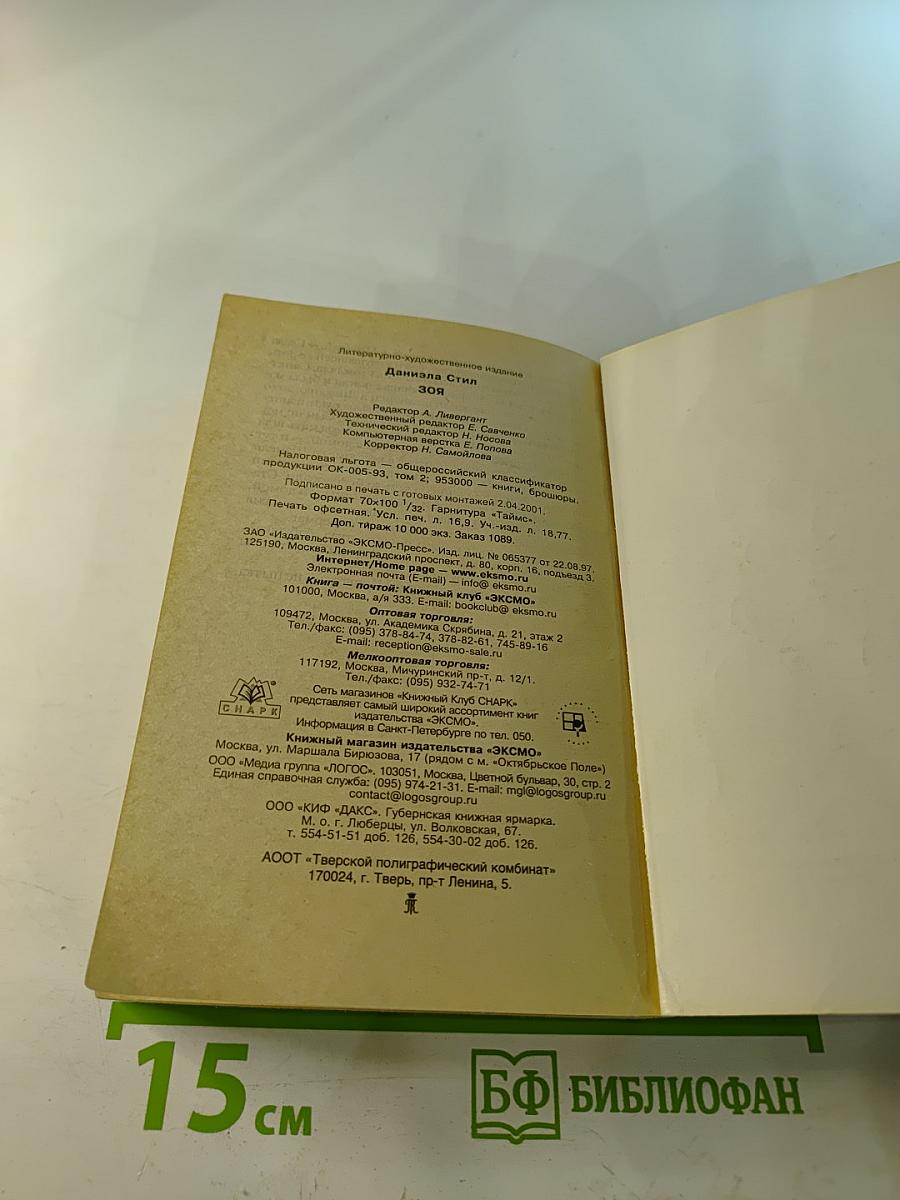 Литературно-художественное издание
Даниэла Стил
ЗОЯ
Редактор А. Ливергант
Художественный редактор Е. Савченко
Технический редактор Н. Носова
Компьютерная верстка Е. Попова
Корректор Н. Самойлова
Налоговая льгота — общероссийский классификатор
продукции ОК-005-93, том 2; 953000 — книги, брошюры.
Подписано в печать с готовых монтажей 2.04.2001.
Формат 70×100 1/32. Гарнитура «Таймс».
Печать офсетная. Усл. печ. л. 16,9. Уч.-изд. л. 18,77.
Доп. тираж 10 000 экз. Заказ 1089.
ЗАО «Издательство «ЭКСМО-Пресс». Изд. лиц. № 065377 от 22.08.97.
125190, Москва, Ленинградский проспект, д. 80, корп. 16, подъезд 3.
Интернет/Home page — www.eksmo.ru
Электронная почта (E-mail) — info@ eksmo.ru
Книга — почтой: Книжный клуб «ЭКСМО»
101000, Москва, а/я 333. E-mail: bookclub@ eksmo.ru
Оптовая торговля:
109472, Москва, ул. Академика Скрябина, д. 21, этаж 2
Тел./факс: (095) 378-84-74, 378-82-61, 745-89-16
E-mail: reception@eksmo-sale.ru
Мелкооптовая торговля:
117192, Москва, Мичуринский пр-т, д. 12/1.
Тел./факс: (095) 932-74-71
СНАРК
Сеть магазинов «Книжный Клуб СНАРК»
представляет самый широкий ассортимент книг
издательства «ЭКСМО».
Информация в Санкт-Петербурге по тел. 050.
Книжный магазин издательства «ЭКСМО»
Москва, ул. Маршала Бирюзова, 17 (рядом с м. «Октябрьское Поле»)
ООО «Медиа группа «ЛОГОС». 103051, Москва, Цветной бульвар, 30, стр. 2
Единая справочная служба: (095) 974-21-31. E-mail: mgl@logosgroup.ru
contact@logosgroup.ru
ООО «КИФ «ДАКС». Губернская книжная ярмарка.
М. о. г. Люберцы, ул. Волковская, 67.
т. 554-51-51 доб. 126, 554-30-02 доб. 126.
АООТ «Тверской полиграфический комбинат»
170024, г. Тверь, пр-т Ленина, 5.
15 см
БФ БИБЛИОФАН